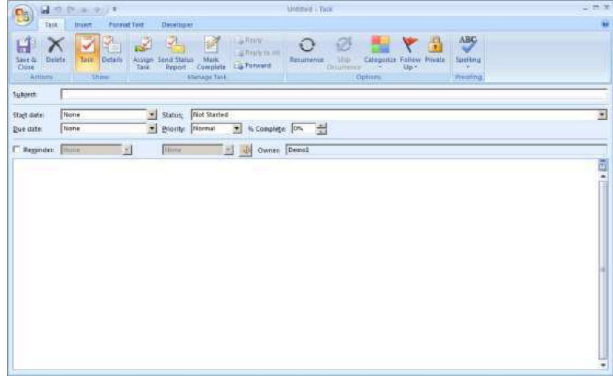 Untitled - Task
Task Insert Format Text Developer
Save & Close
Delete
Task
Details
Assign Task
Send Status Report
Mark Complete
Reply
Reply to All
Forward
Recurrence
Skip Occurrence
Categorize
Follow Up
Private
ABC
Spelling
Actions Show Manage Task Options Proofing
Subject:
Start date: None Status: Not Started
Due date: None Priority: Normal % Complete: 0%
Reminder: None None Owner: Demo1